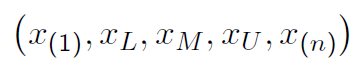 (x_{(1)}, x_L, x_M, x_U, x_{(n)})